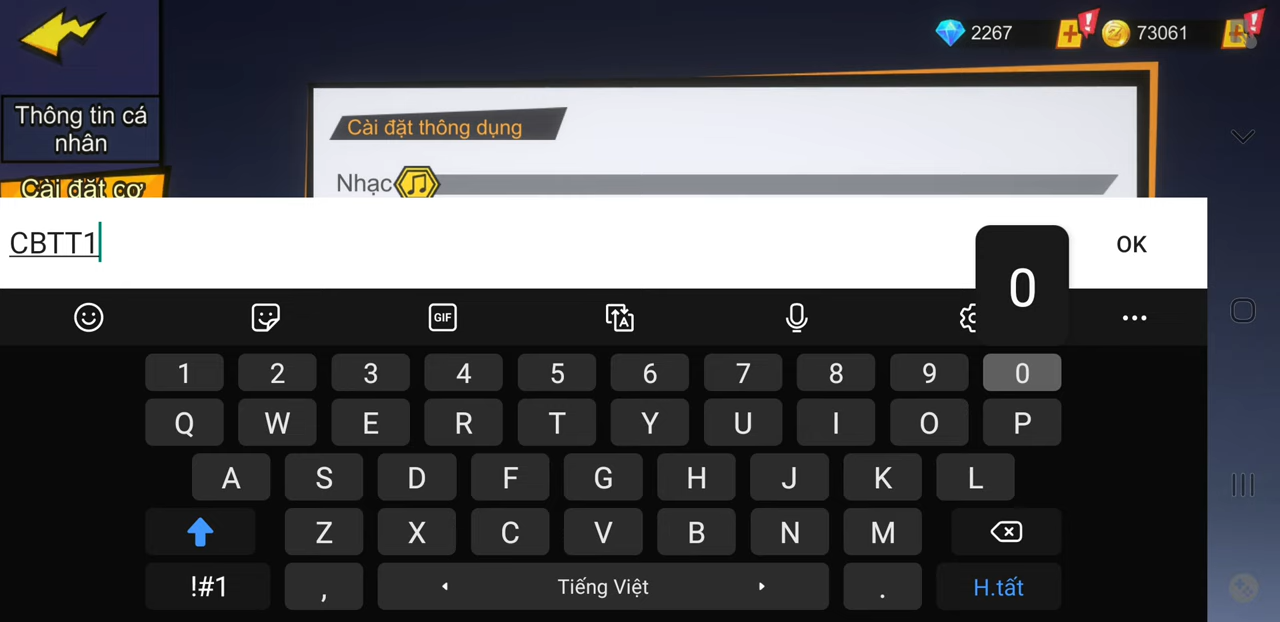 2267
73061
Thông tin cá
nhân
Cài đặt thông dụng
Cài đặt cơ
Nhạc
CBTT1
OK
0
GIF
A
1 2 3 4 5 6 7 8 9 0
Q W E R T Y U I O P
A S D F G H J K L
Z X C V B N M
!#1 , Tiếng Việt . H.tất